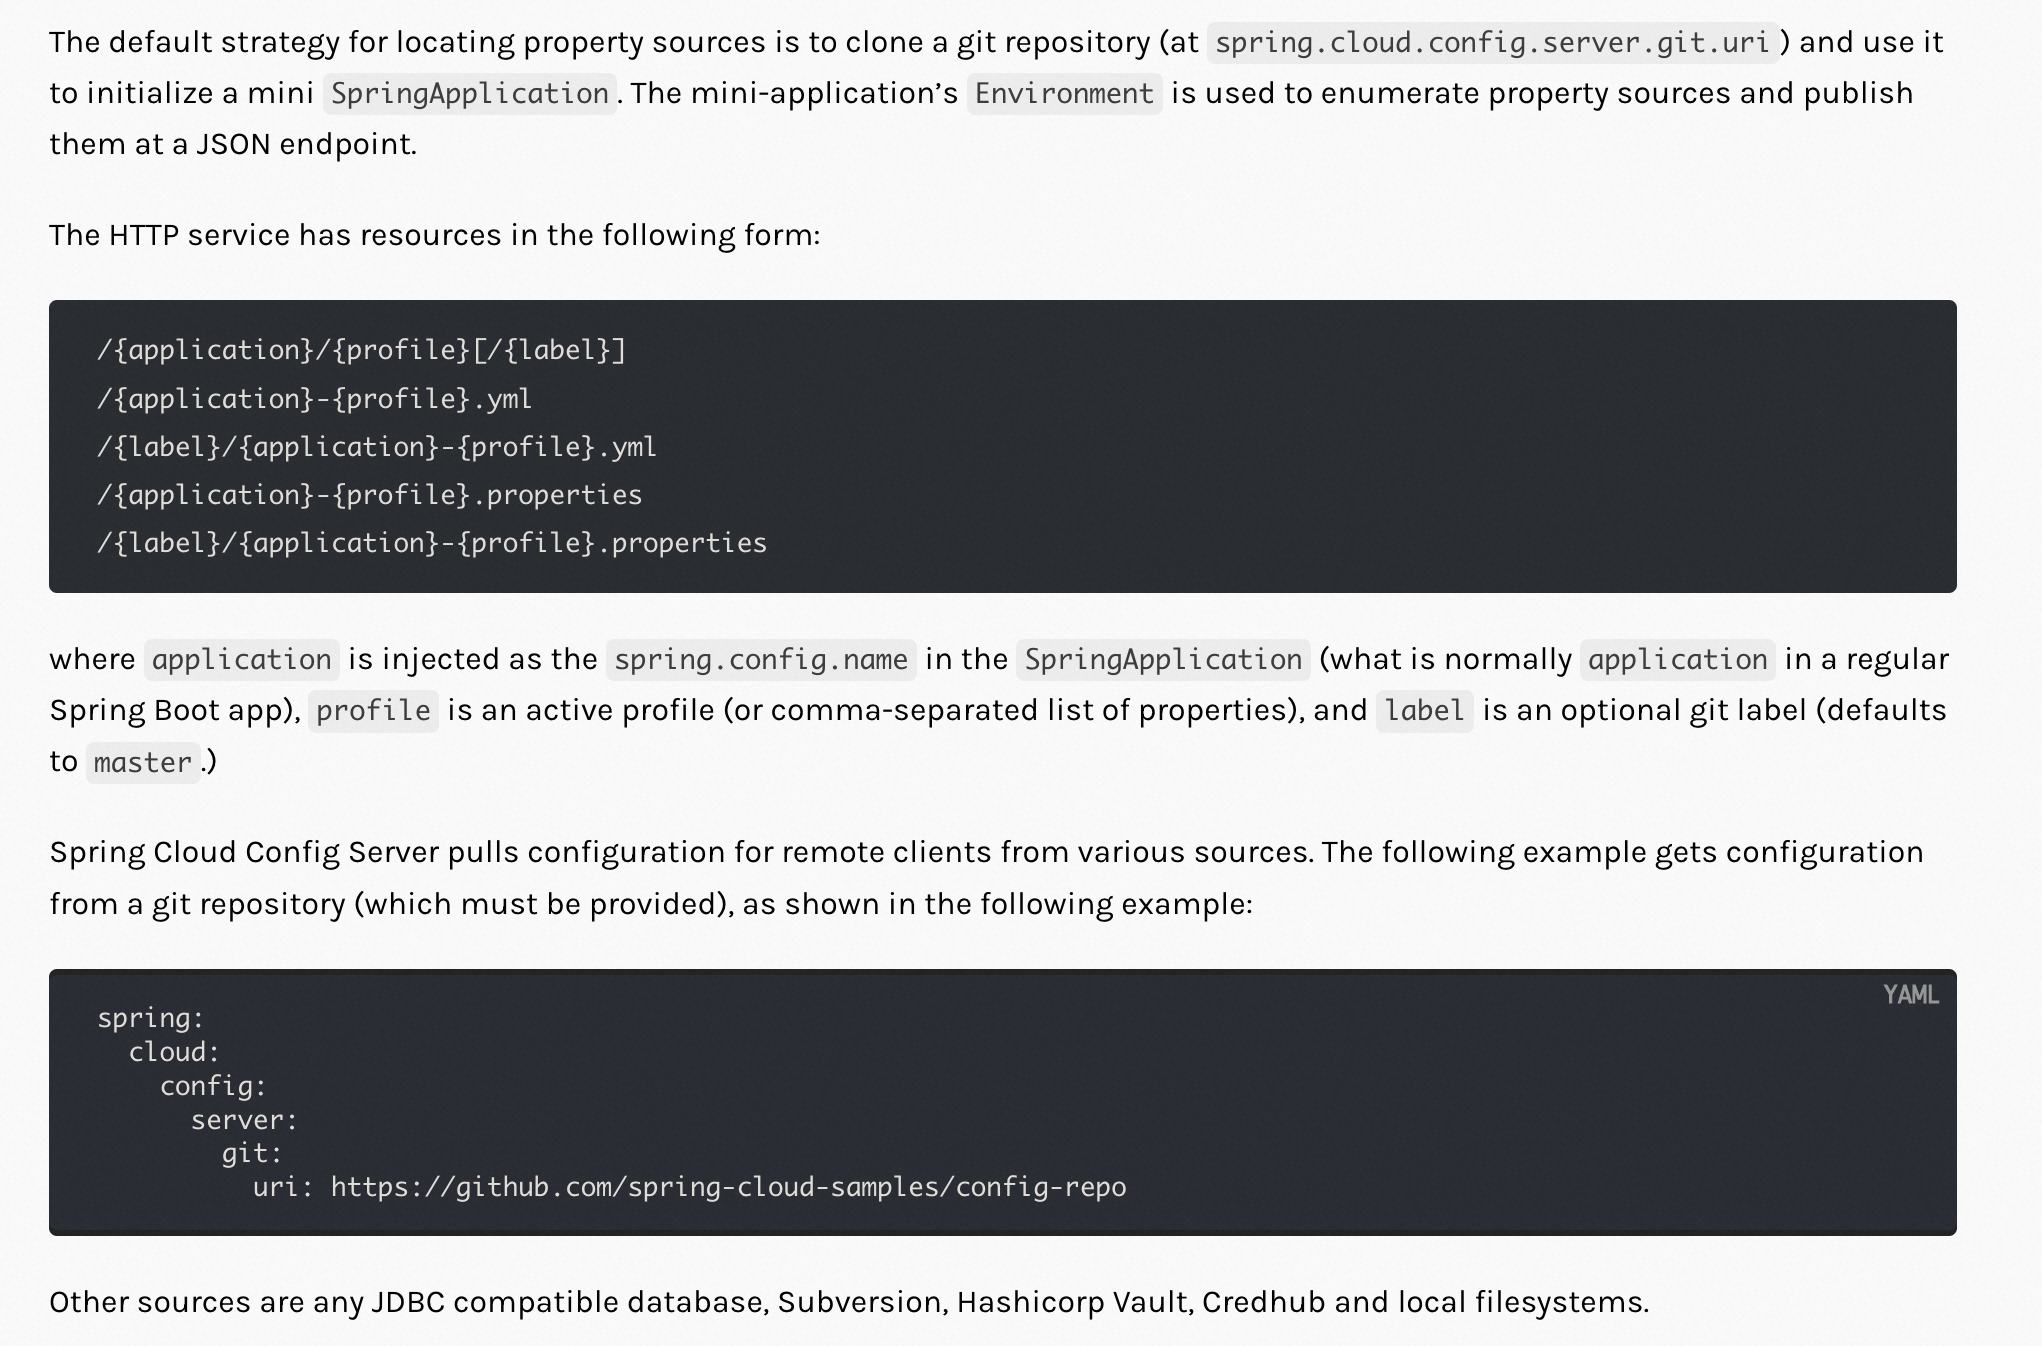 The default strategy for locating property sources is to clone a git repository (at spring.cloud.config.server.git.uri) and use it
to initialize a mini SpringApplication. The mini-application’s Environment is used to enumerate property sources and publish
them at a JSON endpoint.
The HTTP service has resources in the following form:
/{application}/{profile}[/{label}]
/{application}-{profile}.yml
/{label}/{application}-{profile}.yml
/{application}-{profile}.properties
/{label}/{application}-{profile}.properties
where application is injected as the spring.config.name in the SpringApplication (what is normally application in a regular
Spring Boot app), profile is an active profile (or comma-separated list of properties), and label is an optional git label (defaults
to master.)
Spring Cloud Config Server pulls configuration for remote clients from various sources. The following example gets configuration
from a git repository (which must be provided), as shown in the following example:
YAML
spring:
  cloud:
    config:
      server:
        git:
          uri: https://github.com/spring-cloud-samples/config-repo
Other sources are any JDBC compatible database, Subversion, Hashicorp Vault, Credhub and local filesystems.